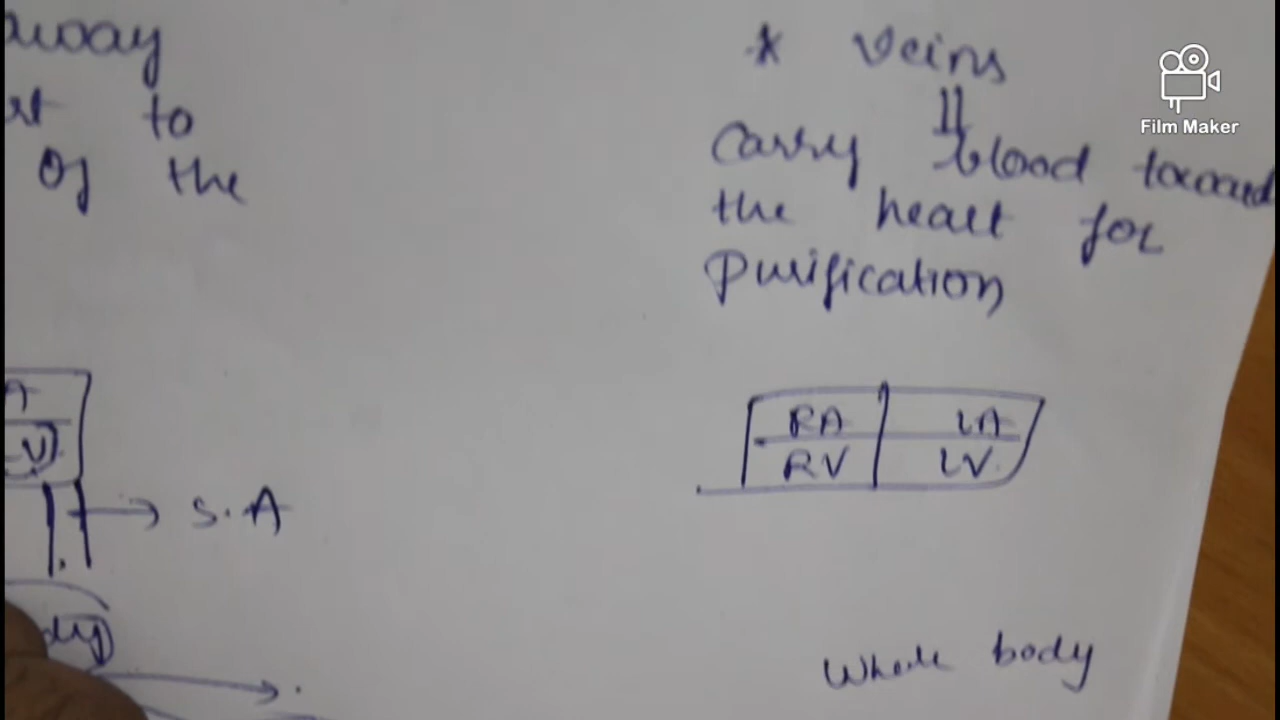 away
to
of the
A
V
S.A
* Veins
Carry blood toward
the heart for
purification
RA LA
RV LV
Whole body
Film Maker